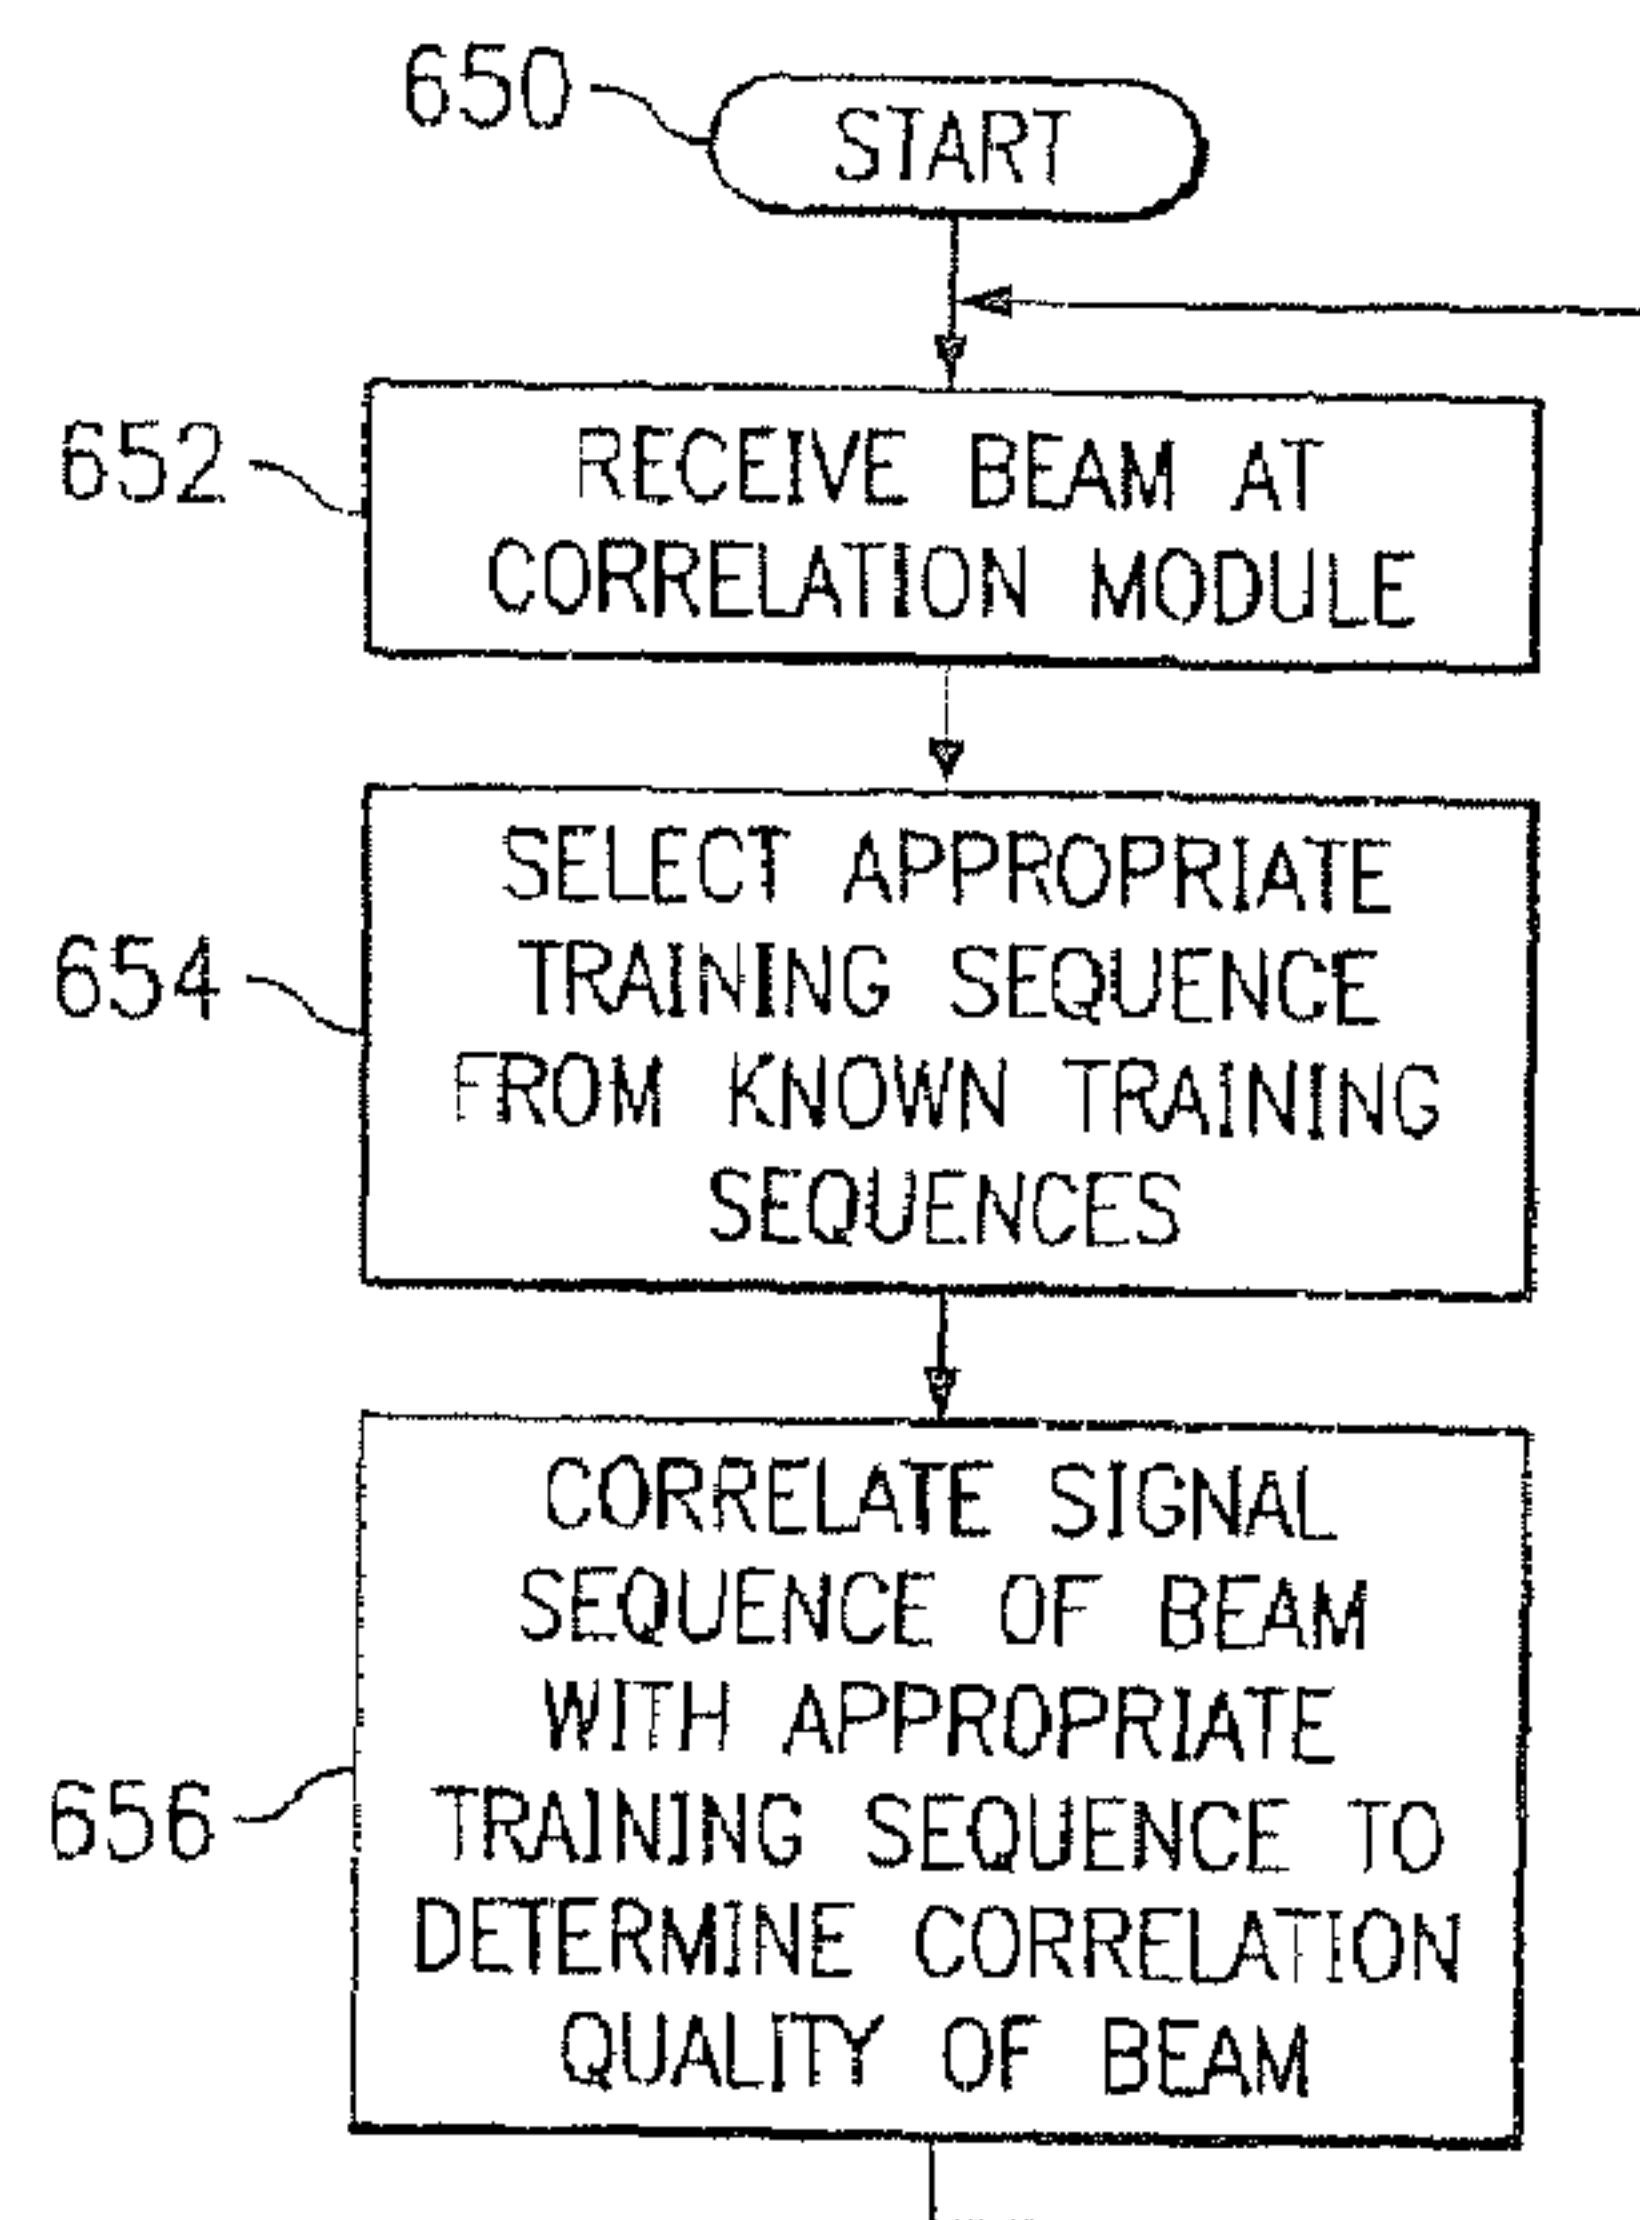 650
START
652
RECEIVE BEAM AT
CORRELATION MODULE
654
SELECT APPROPRIATE
TRAINING SEQUENCE
FROM KNOWN TRAINING
SEQUENCES
656
CORRELATE SIGNAL
SEQUENCE OF BEAM
WITH APPROPRIATE
TRAINING SEQUENCE TO
DETERMINE CORRELATION
QUALITY OF BEAM